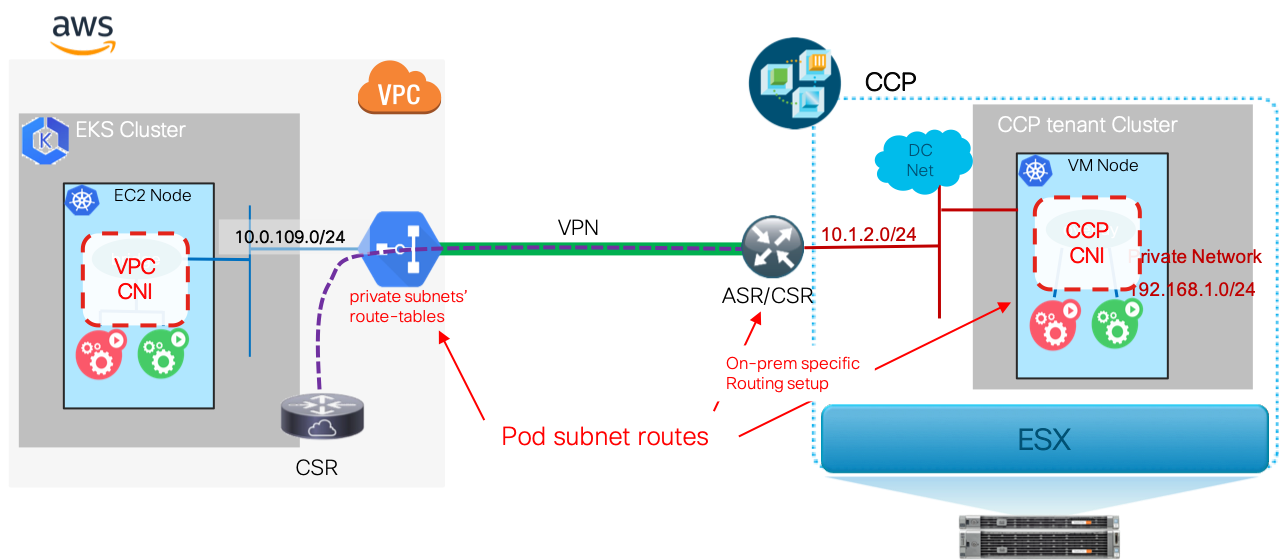 aws
VPC
EKS Cluster
EC2 Node
10.0.109.0/24
VPC
CNI
private subnets'
route-tables
CSR
VPN
C
ASR/CSR
Pod subnet routes
On-prem specific
Routing setup
CCP
DC
Net
10.1.2.0/24
CCP tenant Cluster
VM Node
CCP
CNI
rivate Network
192.168.1.0/24
ESX
K